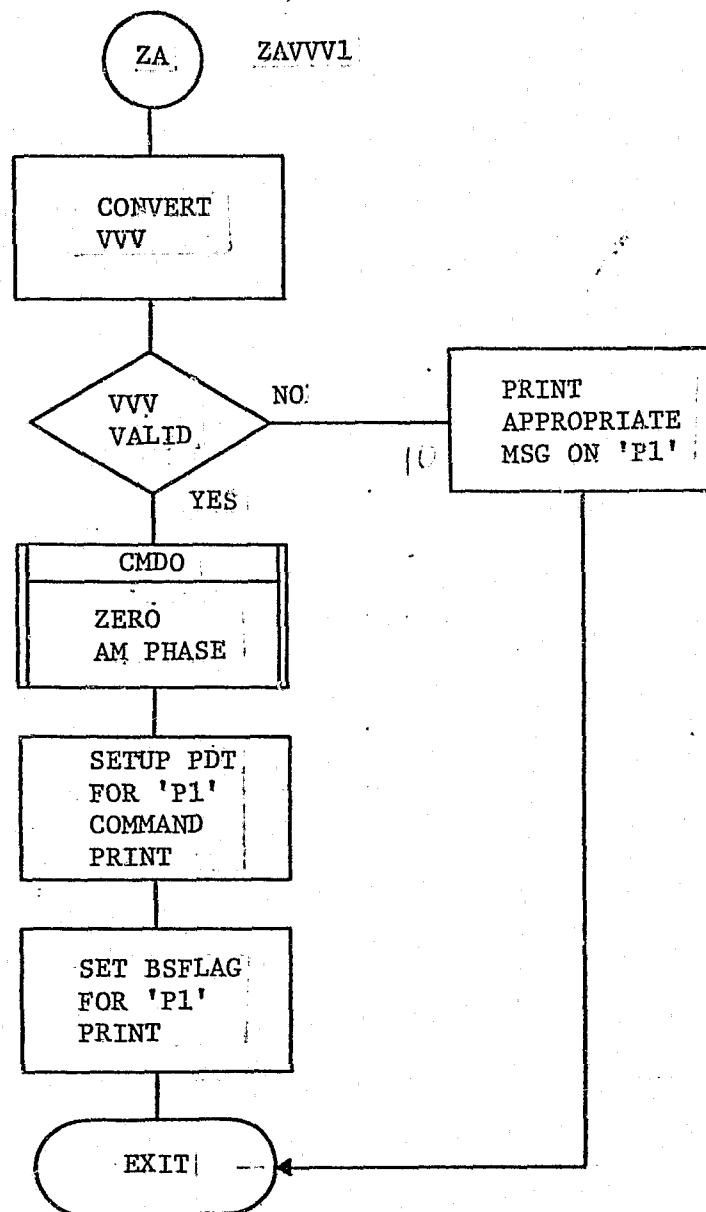 ZA
ZAVVV1
CONVERT
VVV
VVV
VALID
NO
YES
PRINT
APPROPRIATE
MSG ON 'P1'
10
CMDO
ZERO
AM PHASE
SETUP PDT
FOR 'P1'
COMMAND
PRINT
SET BSFLAG
FOR 'P1'
PRINT
EXIT